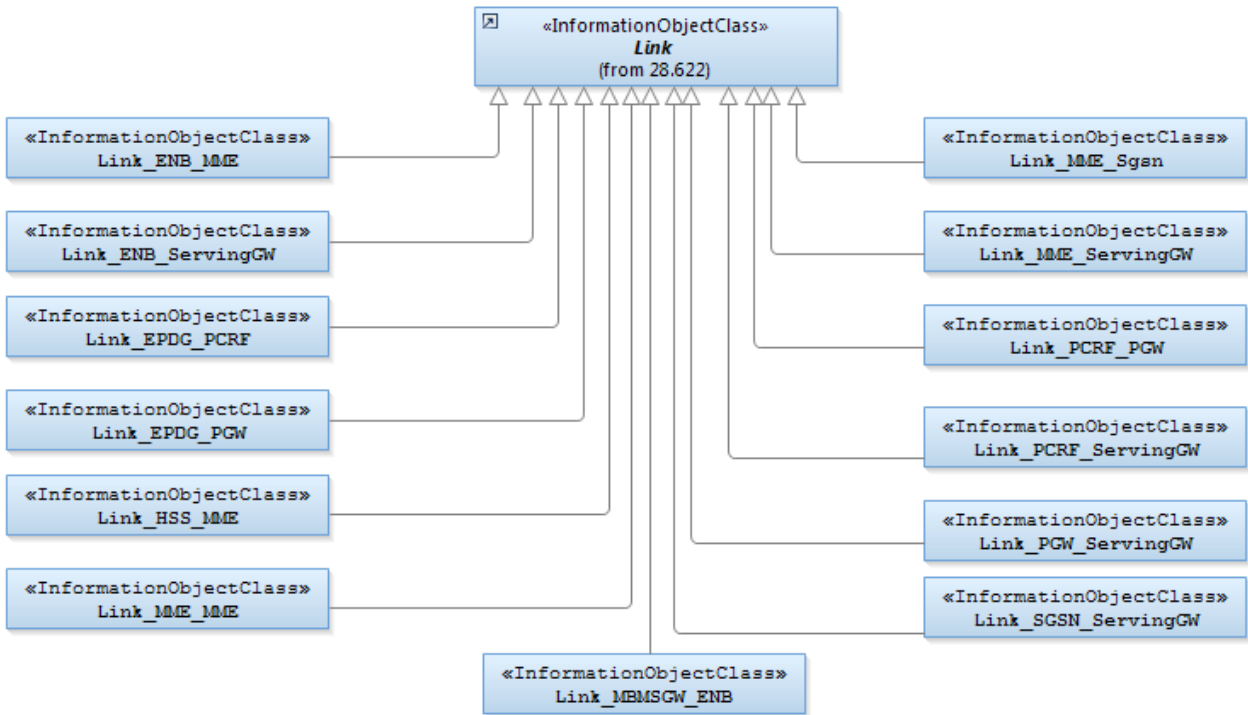 «InformationObjectClass»
Link
(from 28.622)
«InformationObjectClass»
Link_ENB_MME
«InformationObjectClass»
Link_ENB_ServingGW
«InformationObjectClass»
Link_EPDG_PCRF
«InformationObjectClass»
Link_EPDG_PGW
«InformationObjectClass»
Link_HSS_MME
«InformationObjectClass»
Link_MME_MME
«InformationObjectClass»
Link_MBMSGW_ENB
«InformationObjectClass»
Link_MME_Sgsn
«InformationObjectClass»
Link_MME_ServingGW
«InformationObjectClass»
Link_PCRF_PGW
«InformationObjectClass»
Link_PCRF_ServingGW
«InformationObjectClass»
Link_PGW_ServingGW
«InformationObjectClass»
Link_SGSN_ServingGW